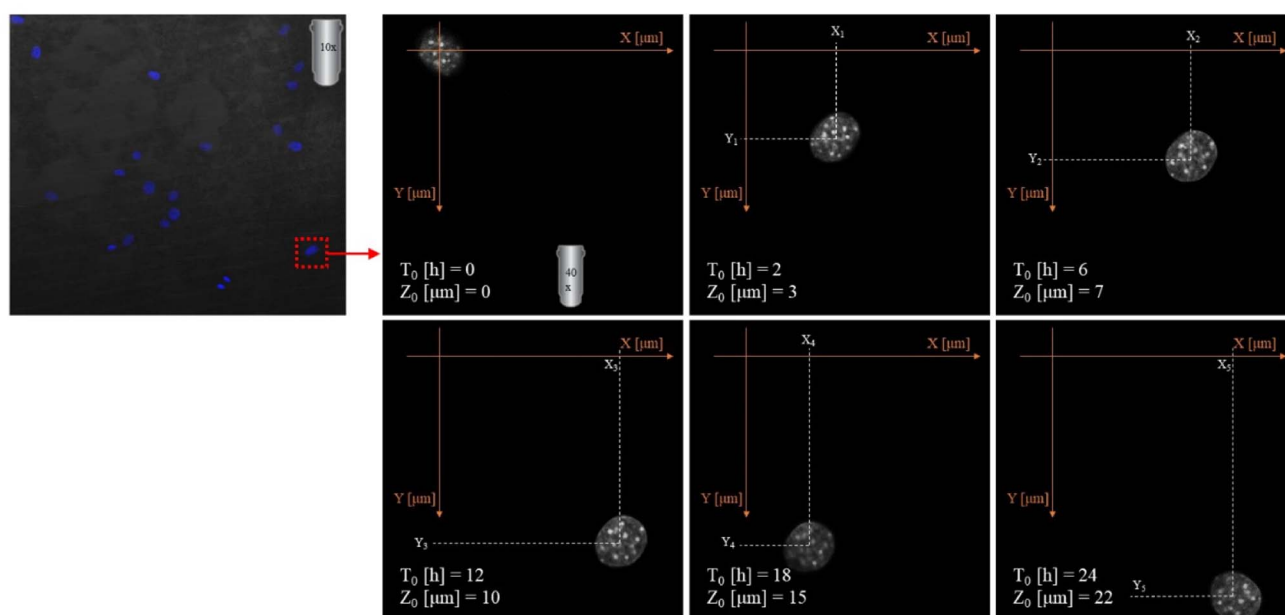 10x
X [μm]
Y [μm]
T₀ [h] = 0
Z₀ [μm] = 0
40
x
X₁
X [μm]
Y₁
Y [μm]
T₀ [h] = 2
Z₀ [μm] = 3
X₂
X [μm]
Y₂
Y [μm]
T₀ [h] = 6
Z₀ [μm] = 7
X [μm]
X₃
Y [μm]
Y₃
T₀ [h] = 12
Z₀ [μm] = 10
X₄
X [μm]
Y [μm]
Y₄
T₀ [h] = 18
Z₀ [μm] = 15
X [μm]
X₅
Y [μm]
T₀ [h] = 24
Y₅
Z₀ [μm] = 22